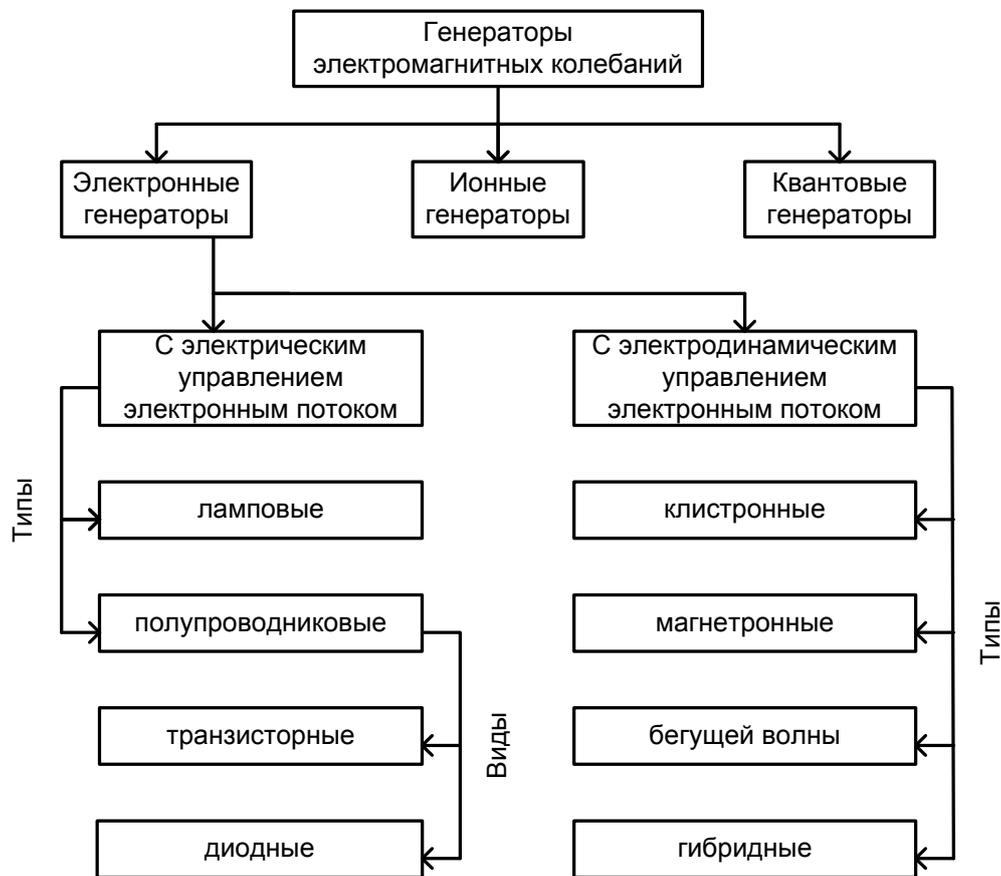 Генераторы
электромагнитных колебаний
Электронные
генераторы
Ионные
генераторы
Квантовые
генераторы
С электрическим
управлением
электронным потоком
С электродинамическим
управлением
электронным потоком
Типы
ламповые
клистронные
полупроводниковые
магнетронные
Типы
транзисторные
Виды
бегущей волны
диодные
гибридные